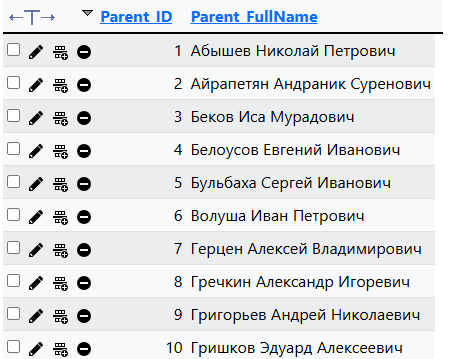 Parent_ID Parent_FullName
1 Абышев Николай Петрович
2 Айрапетян Андраник Суренович
3 Беков Иса Мурадович
4 Белоусов Евгений Иванович
5 Бульбаха Сергей Иванович
6 Волуша Иван Петрович
7 Герцен Алексей Владимирович
8 Гречкин Александр Игоревич
9 Григорьев Андрей Николаевич
10 Гришков Эдуард Алексеевич